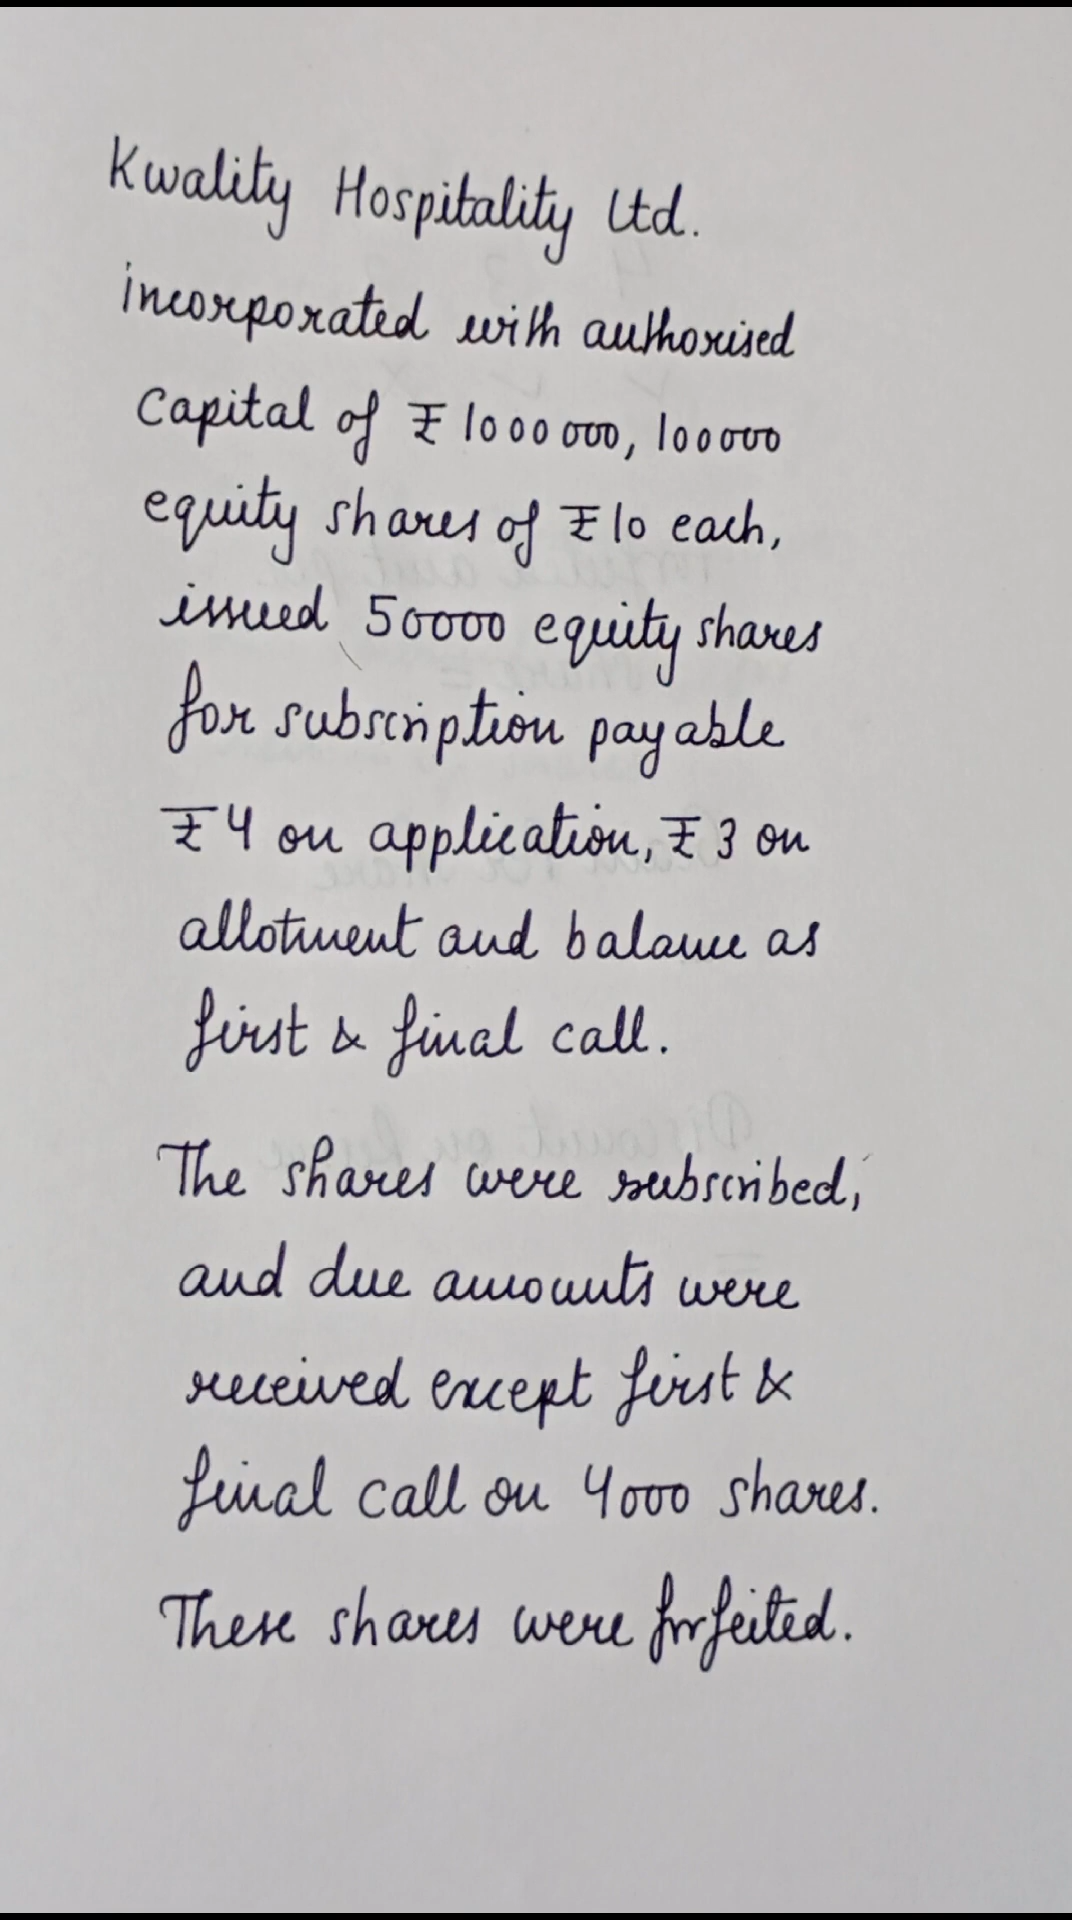 Kwality Hospitality Ltd.
incorporated with authorised
Capital of ₹ 1000000, 100000
equity shares of ₹10 each,
issued 50000 equity shares
for subscription payable
₹ 4 on application, ₹ 3 on
allotment and balance as
first & final call.
The shares were subscribed,
and due amounts were
received except first &
final call on 4000 shares.
These shares were forfeited.